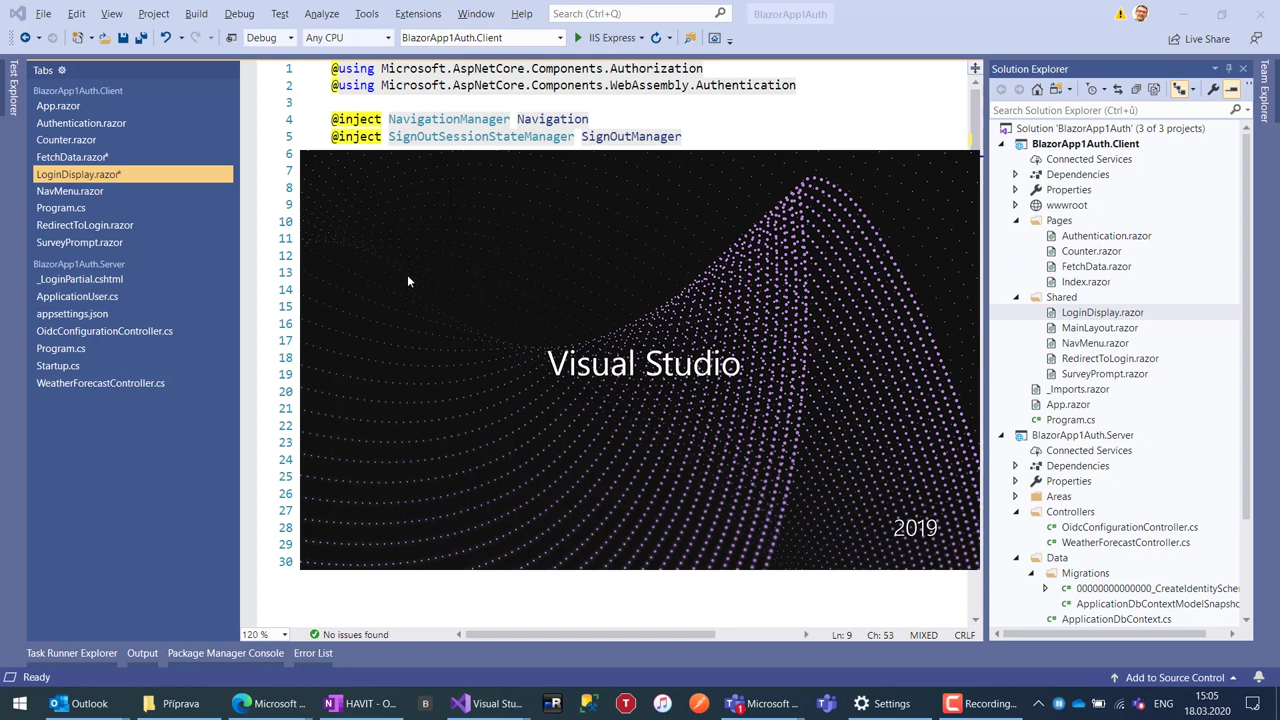 File Edit View Project Build Debug Test Analyze Tools Extensions Window Help Search (Ctrl+Q) BlazorApp1Auth
Debug Any CPU BlazorApp1Auth.Client IIS Express Live Share
Test Explorer
Tabs
BlazorApp1Auth.Client
App.razor
Authentication.razor
Counter.razor
FetchData.razor*
LoginDisplay.razor*
NavMenu.razor
Program.cs
RedirectToLogin.razor
SurveyPrompt.razor
BlazorApp1Auth.Server
_LoginPartial.cshtml
ApplicationUser.cs
appsettings.json
OidcConfigurationController.cs
Program.cs
Startup.cs
WeatherForecastController.cs
1 @using Microsoft.AspNetCore.Components.Authorization
2 @using Microsoft.AspNetCore.Components.WebAssembly.Authentication
3
4 @inject NavigationManager Navigation
5 @inject SignOutSessionStateManager SignOutManager
6
7
8
9
10
11
12
13
14
15
16
17
18
19
20
21
22
23
24
25
26
27
28
29
30
Visual Studio
2019
120 % No issues found Ln: 9 Ch: 53 MIXED CRLF
Solution Explorer
Search Solution Explorer (Ctrl+ů)
Solution 'BlazorApp1Auth' (3 of 3 projects)
BlazorApp1Auth.Client
Connected Services
Dependencies
Properties
wwwroot
Pages
Authentication.razor
Counter.razor
FetchData.razor
Index.razor
Shared
LoginDisplay.razor
MainLayout.razor
NavMenu.razor
RedirectToLogin.razor
SurveyPrompt.razor
_Imports.razor
App.razor
Program.cs
BlazorApp1Auth.Server
Connected Services
Dependencies
Properties
Areas
Controllers
OidcConfigurationController.cs
WeatherForecastController.cs
Data
Migrations
00000000000000_CreateIdentitySche
ApplicationDbContextModelSnapsho
ApplicationDbContext.cs
Team Explorer
Task Runner Explorer Output Package Manager Console Error List
Ready Add to Source Control
Outlook Příprava Microsoft ... HAVIT - O... B Visual Stu... R T Microsoft ... 1 Settings Recording... ENG 15:05
18.03.2020